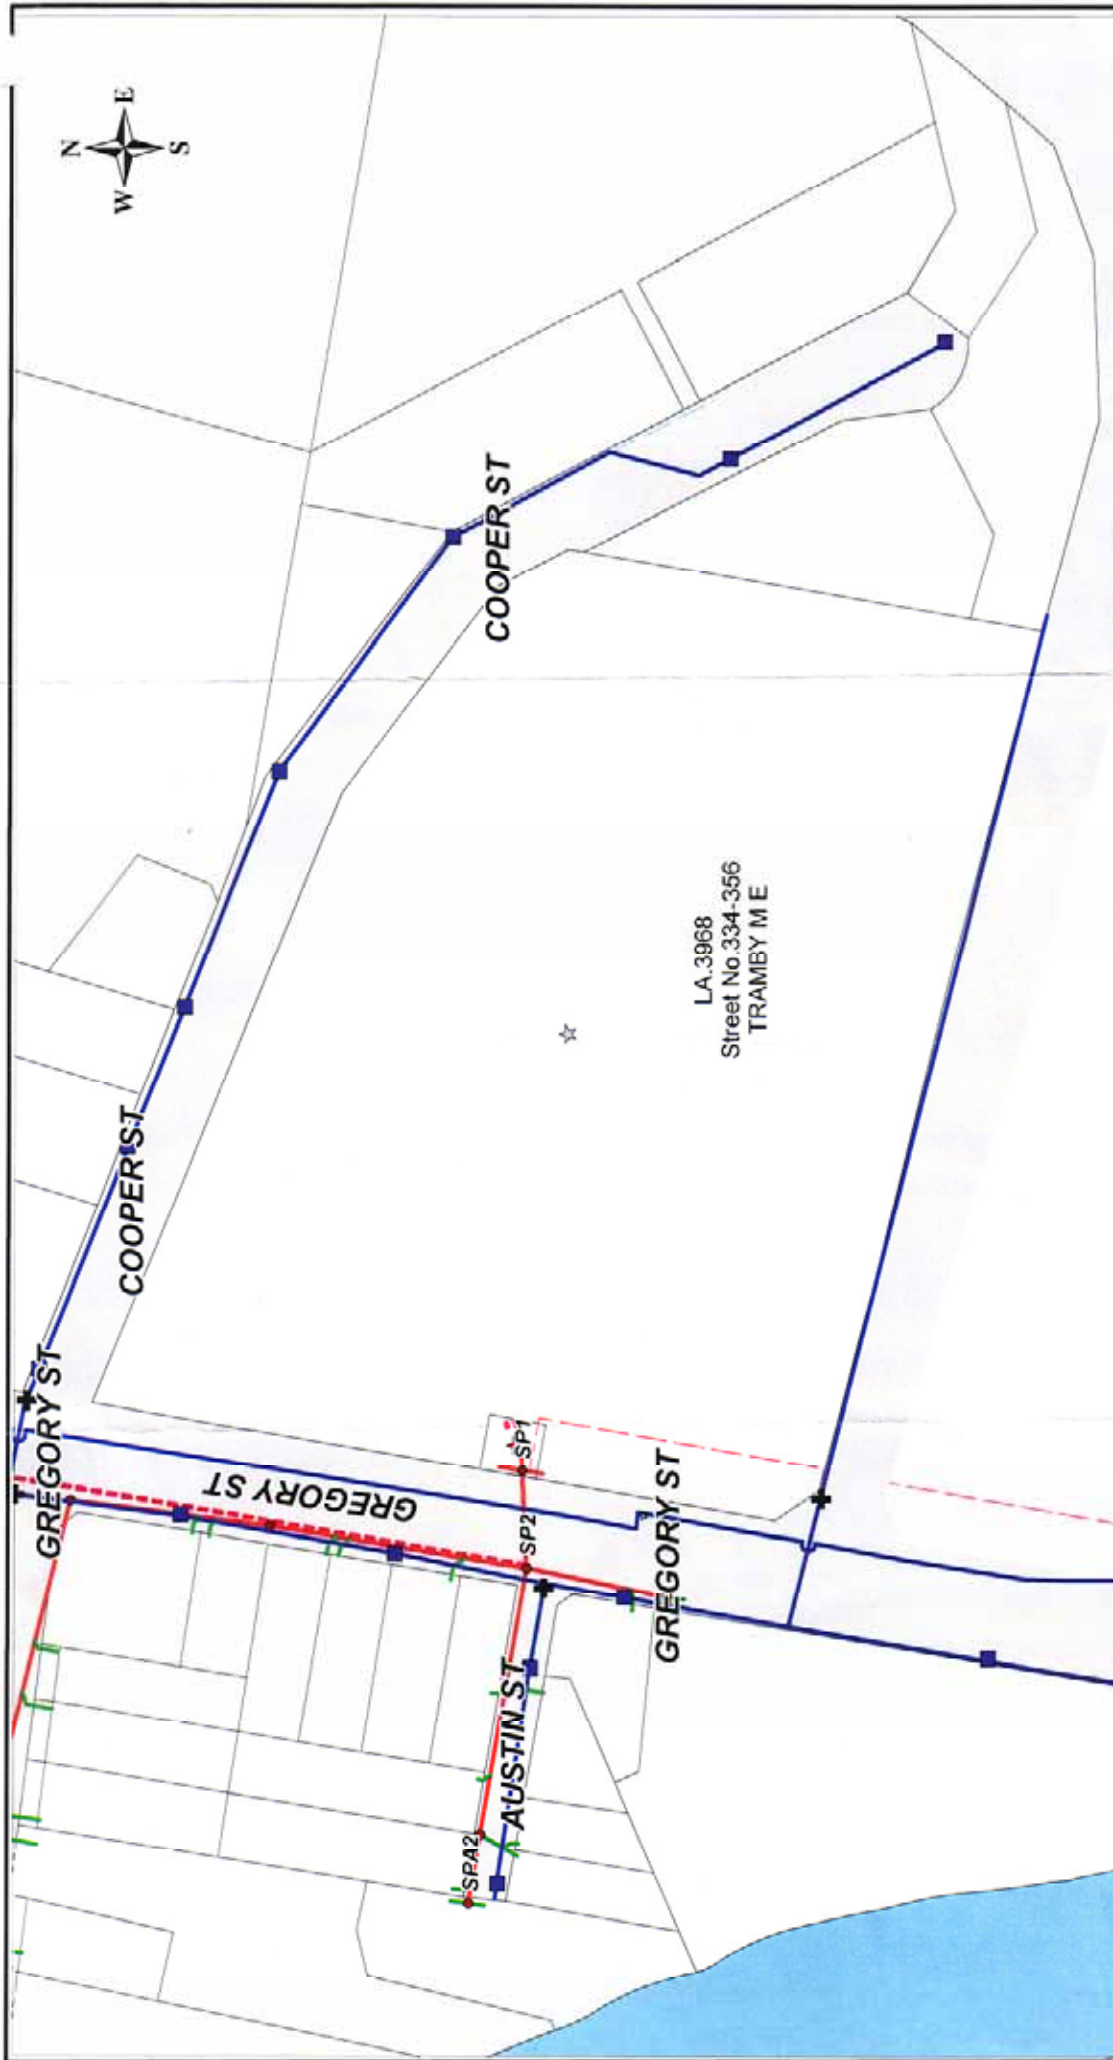 N
E
W
S
COOPER ST
COOPER ST
LA.3968
Street No.334-356
TRAMBY M E
GREGORY ST
GREGORY ST
GREGORY ST
SP1
SP2
AUSTIN ST
SPA2